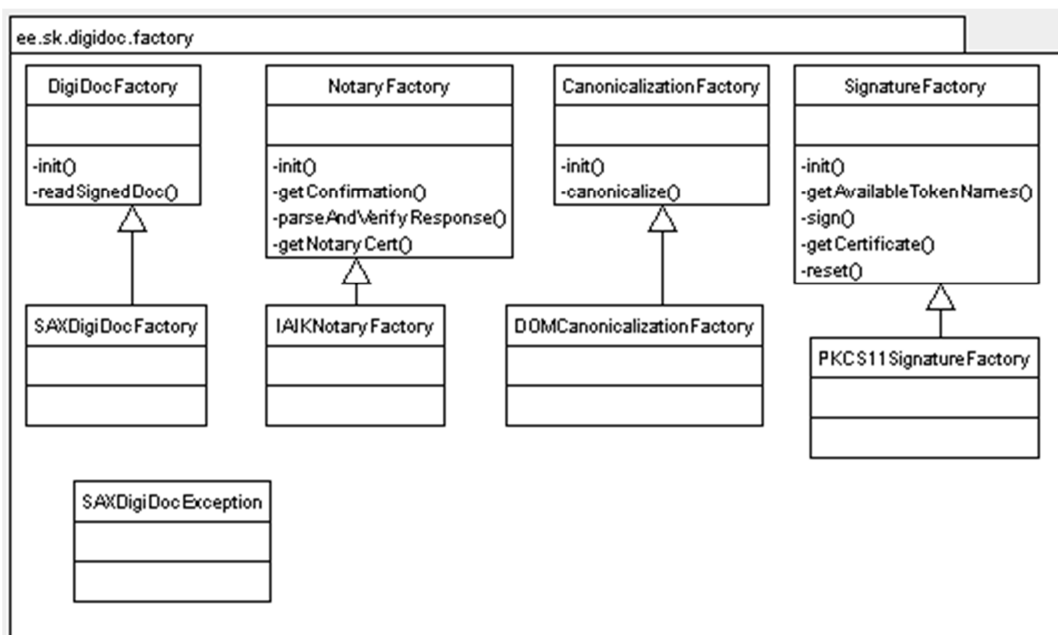 ee.sk.digidoc.factory
DigiDocFactory
-init()
-readSignedDoc()
NotaryFactory
-init()
-getConfirmation()
-parseAndVerifyResponse()
-getNotaryCert()
CanonicalizationFactory
-init()
-canonicalize()
SignatureFactory
-init()
-getAvailableTokenNames()
-sign()
-getCertificate()
-reset()
SAXDigiDocFactory
IAIKNotaryFactory
DOMCanonicalizationFactory
PKCS11SignatureFactory
SAXDigiDocException